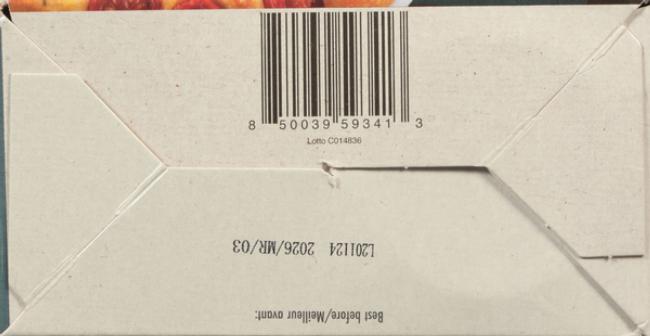 8 50039 59341 3
Lotto C014836
Best before/Meilleur avant:
L201124 2026/MR/03